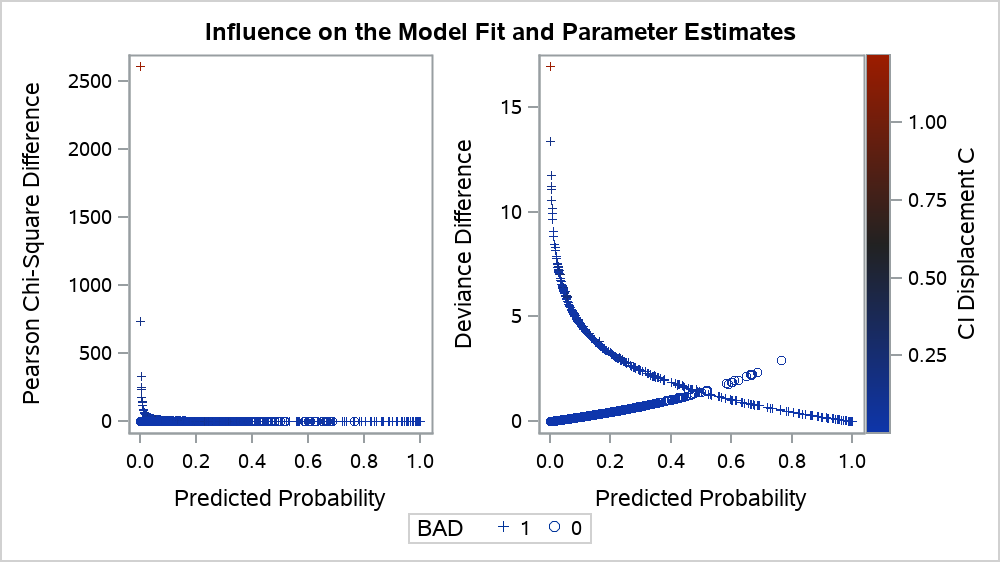 Influence on the Model Fit and Parameter Estimates
Pearson Chi-Square Difference
2500
2000
1500
1000
500
0
0.0 0.2 0.4 0.6 0.8 1.0
Predicted Probability
Deviance Difference
15
10
5
0
0.0 0.2 0.4 0.6 0.8 1.0
Predicted Probability
1.00
0.75
0.50
0.25
CI Displacement C
BAD 1 0